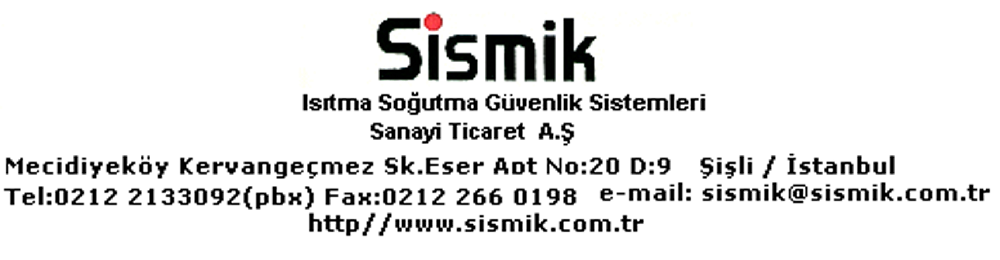 Sismik
Isıtma Soğutma Güvenlik Sistemleri
Sanayi Ticaret A.Ş
Mecidiyeköy Kervangeçmez Sk.Eser Apt No:20 D:9 Şişli / İstanbul
Tel:0212 2133092(pbx) Fax:0212 266 0198 e-mail: sismik@sismik.com.tr
http//www.sismik.com.tr